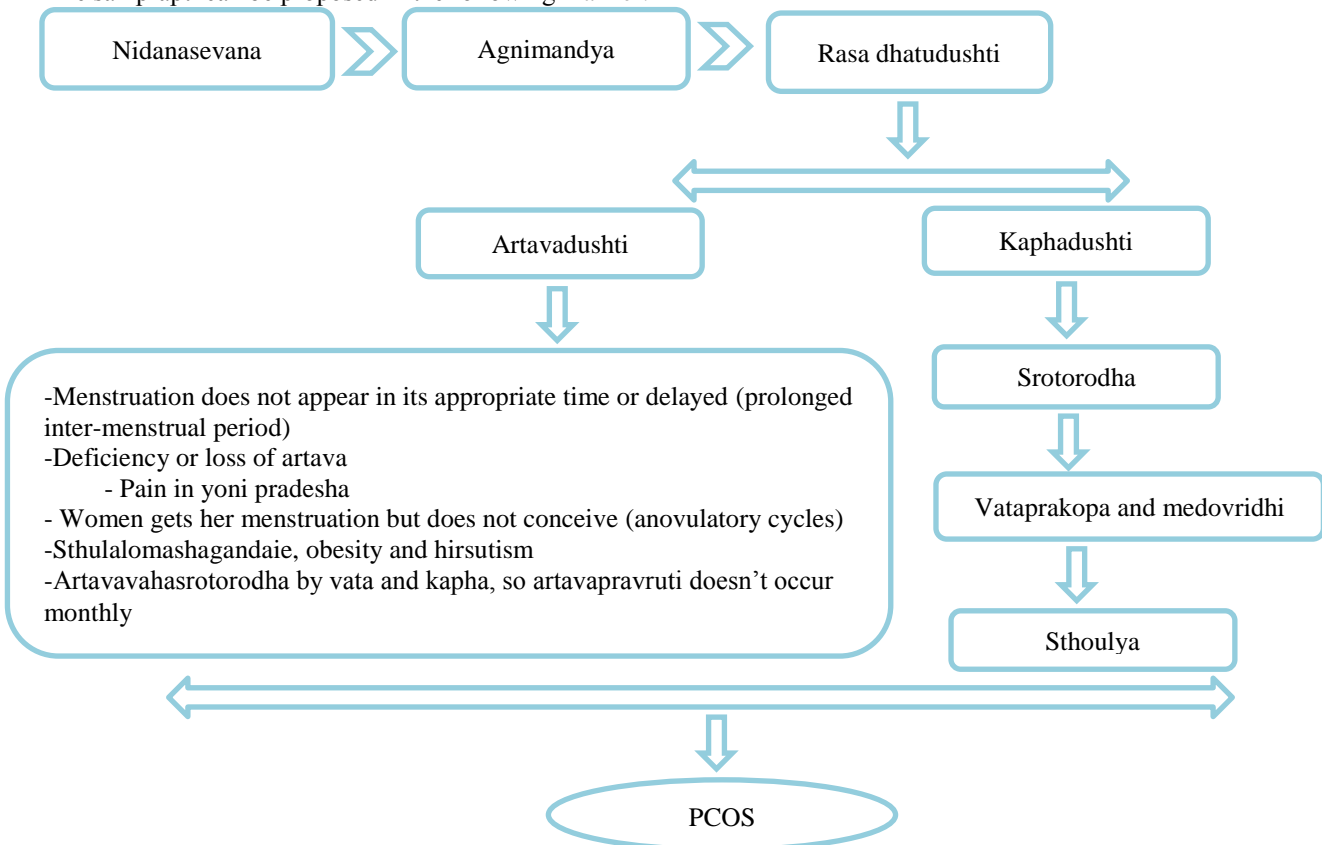 Nidanasevana
Agnimandya
Rasa dhatudushti
Artavadushti
Kaphadushti
-Menstruation does not appear in its appropriate time or delayed (prolonged
inter-menstrual period)
-Deficiency or loss of artava
- Pain in yoni pradesha
- Women gets her menstruation but does not conceive (anovulatory cycles)
-Sthulalomashagandaie, obesity and hirsutism
-Artavavahasrotorodha by vata and kapha, so artavapravruti doesn’t occur
monthly
Srotorodha
Vataprakopa and medovridhi
Sthoulya
PCOS